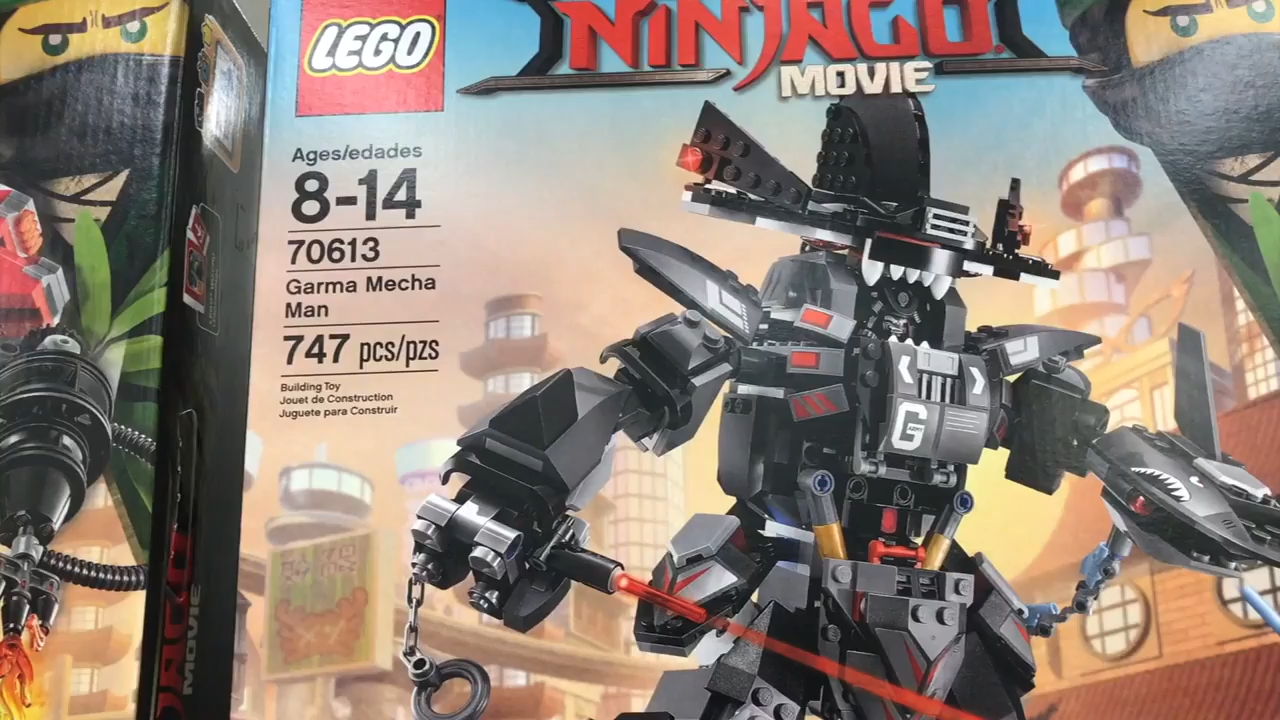 LEGO
NINJAGO
MOVIE
Ages/edades
8-14
70613
Garma Mecha
Man
747 pcs/pzs
Building Toy
Jouet de Construction
Juguete para Construir
G
ARMY
MOVIE